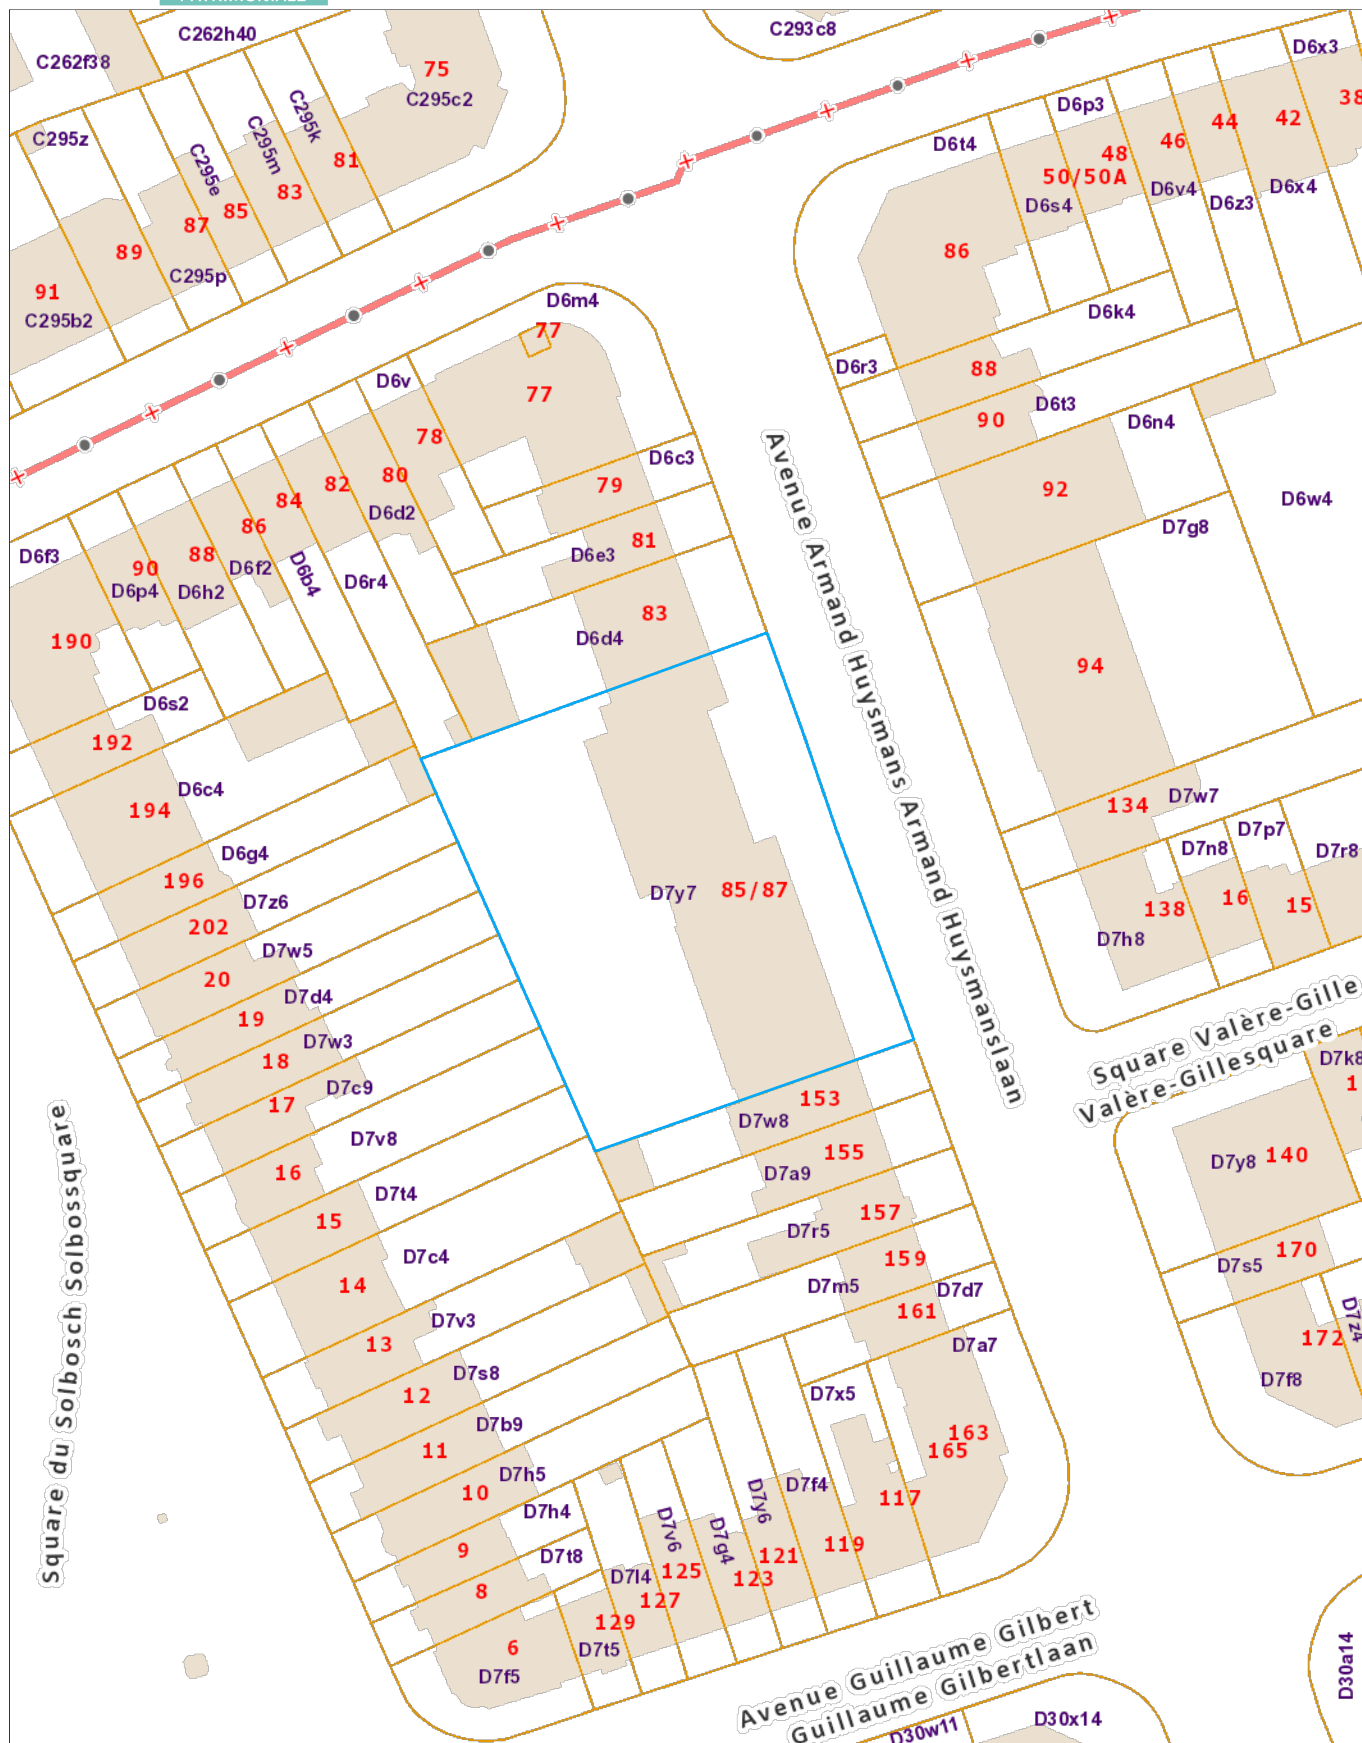 C262h40
C293c8
C262f38
D6x3
75
C295c2
38
C295z
C295k
C295m
C295e
81
83
85
87
89
C295p
91
C295b2
D6p3
D6t4
44
42
46
48
50/50A
D6v4
D6x4
D6s4
D6z3
86
D6k4
D6r3
88
D6t3
90
D6n4
92
D6w4
D7g8
94
D6m4
77
77
D6v
78
D6c3
79
80
82
84
D6d2
86
81
D6e3
88
D6f3
90
D6f2
D6b4
D6r4
D6p4
D6h2
83
D6d4
190
D6s2
192
D6c4
194
D6g4
196
D7z6
202
D7w5
20
D7d4
19
D7w3
18
D7c9
17
D7v8
16
D7t4
15
D7c4
14
D7v3
13
D7s8
12
D7b9
11
D7h5
10
D7h4
9
D7t8
8
D7l4
6
D7f5
D7y7
85/87
Avenue Armand Huysmans Armand Huysmanslaan
134
D7w7
D7p7
D7n8
D7r8
16
15
138
D7h8
Square Valère-Gille
Valère-Gillesquare
D7k8
1
D7y8
140
170
D7s5
D7z4
172
D7f8
153
D7w8
155
D7a9
157
D7r5
159
D7m5
D7d7
161
D7a7
D7x5
163
165
D7f4
D7y6
117
D7v6
D7g4
119
121
123
125
127
129
D7t5
Square du Solbosch Solbossquare
Avenue Guillaume Gilbert
Guillaume Gilbertlaan
D30w11
D30x14
D30a14